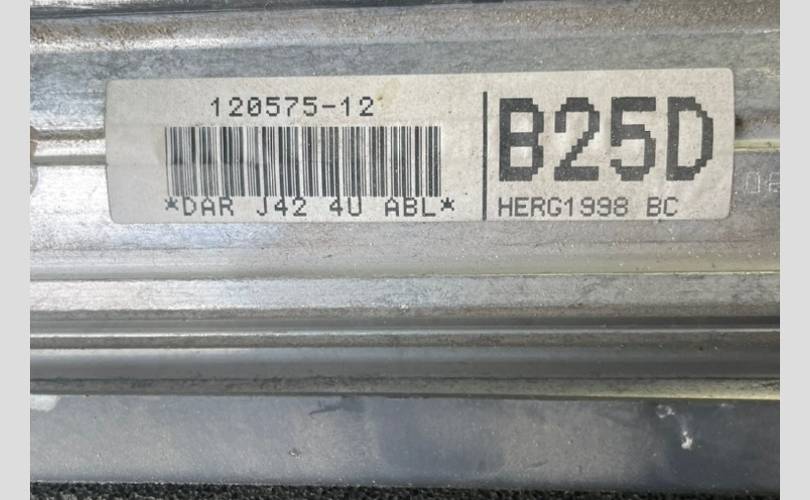 120575-12
*DAR J42 4U ABL*
B25D
HERG1998 BC